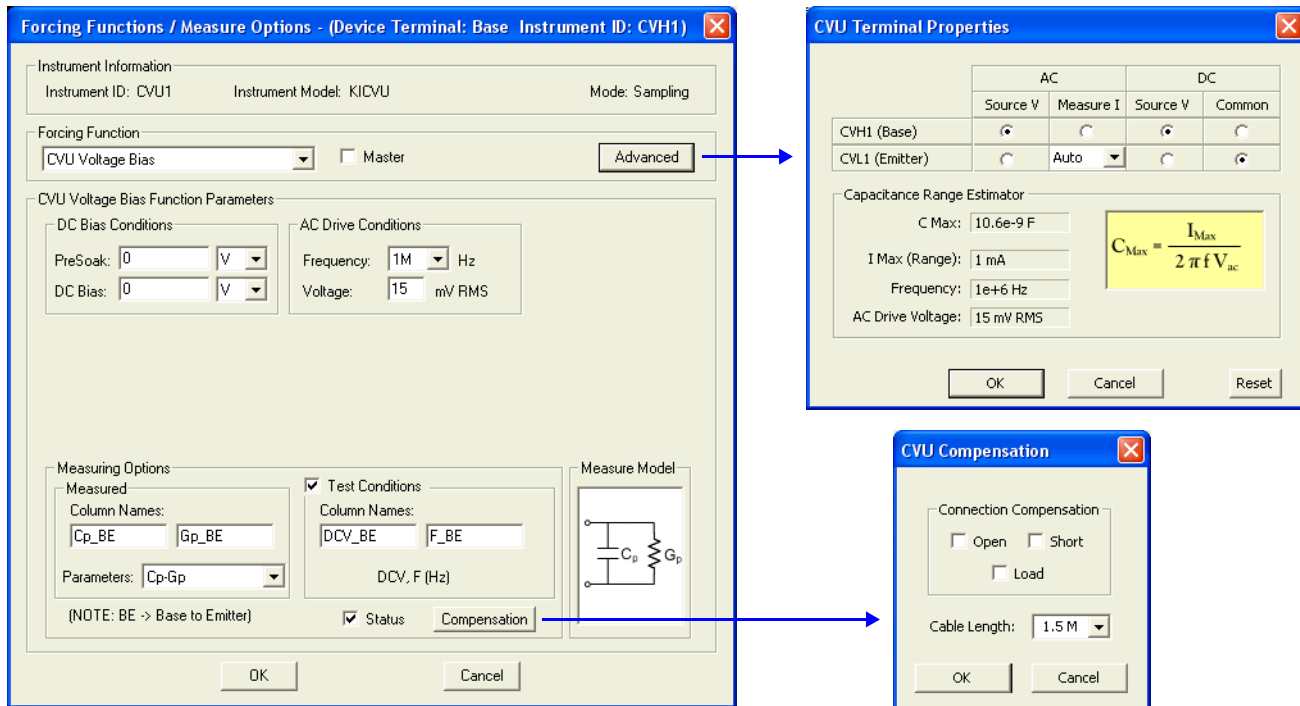 Forcing Functions / Measure Options - (Device Terminal: Base Instrument ID: CVH1)
Instrument Information
Instrument ID: CVU1 Instrument Model: KICVU Mode: Sampling
Forcing Function
CVU Voltage Bias Master Advanced
CVU Voltage Bias Function Parameters
DC Bias Conditions
PreSoak: 0 V
DC Bias: 0 V
AC Drive Conditions
Frequency: 1M Hz
Voltage: 15 mV RMS
Measuring Options
Measured
Column Names:
Cp_BE Gp_BE
Parameters: Cp-Gp
(NOTE: BE -> Base to Emitter)
Test Conditions
Column Names:
DCV_BE F_BE
DCV, F (Hz)
Status Compensation
Measure Model
Cp Gp
OK Cancel
CVU Terminal Properties
AC DC
Source V Measure I Source V Common
CVH1 (Base)
CVL1 (Emitter) Auto
Capacitance Range Estimator
C Max: 10.6e-9 F
I Max (Range): 1 mA
Frequency: 1e+6 Hz
AC Drive Voltage: 15 mV RMS
C_Max = I_Max / 2 π f V_ac
OK Cancel Reset
CVU Compensation
Connection Compensation
Open Short
Load
Cable Length: 1.5 M
OK Cancel